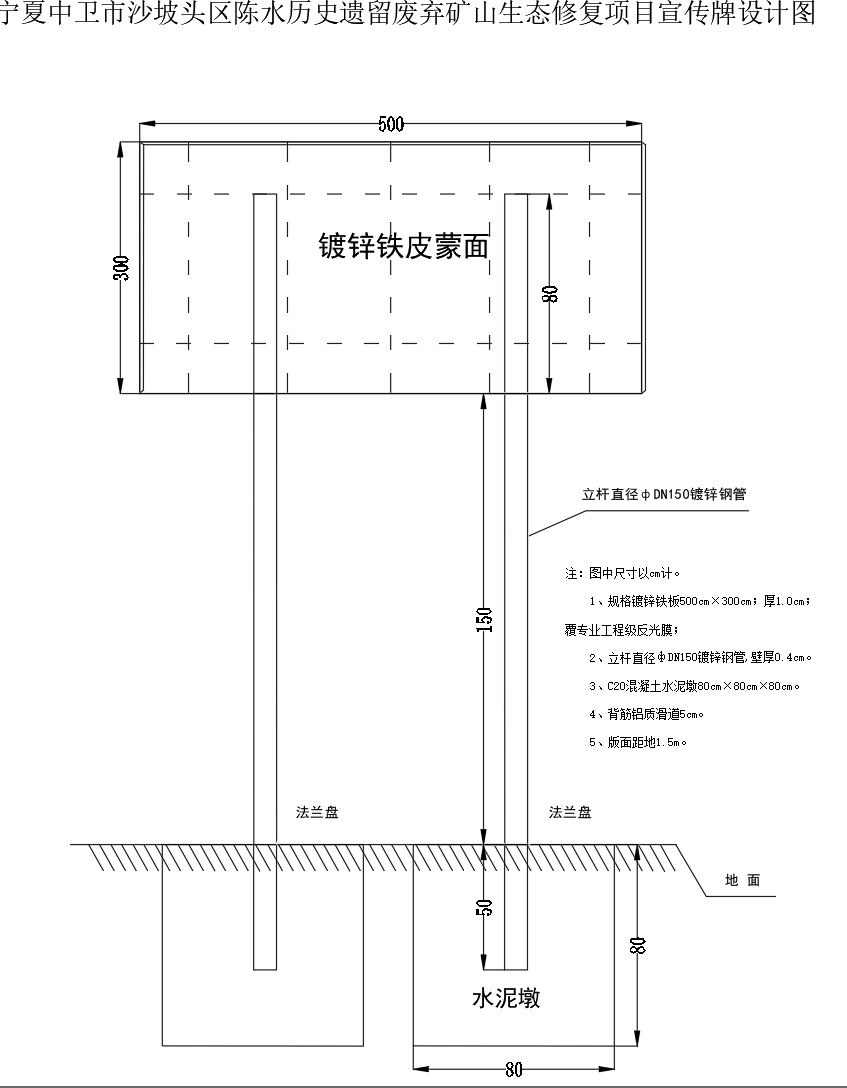 宁夏中卫市沙坡头区陈水历史遗留废弃矿山生态修复项目宣传牌设计图
500
300
镀锌铁皮蒙面
80
立杆直径ф DN150镀锌钢管
注：图中尺寸以cm计。
1、规格镀锌铁板500cm×300cm；厚1.0cm；
覆专业工程级反光膜；
2、立杆直径ф DN150镀锌钢管,壁厚0.4cm。
3、C20混凝土水泥墩80cm×80cm×80cm。
4、背筋铝质滑道5cm。
5、版面距地1.5m。
150
法兰盘
法兰盘
地 面
50
80
水泥墩
80